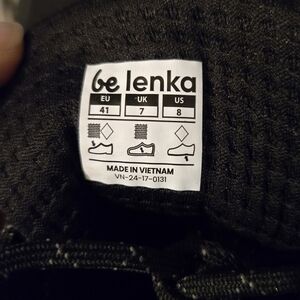 be lenka
EU UK US
41 7 8
MADE IN VIETNAM
VN-24-17-0131